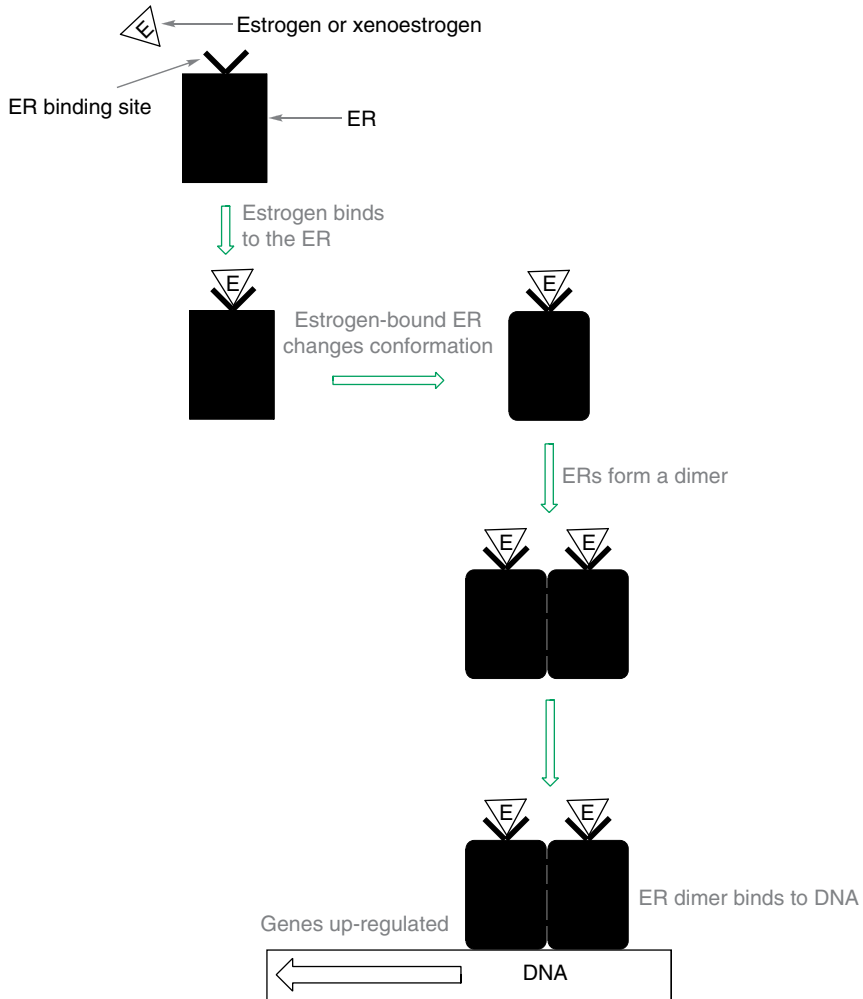 E
Estrogen or xenoestrogen
ER binding site
ER
Estrogen binds
to the ER
E
E
Estrogen-bound ER
changes conformation
ERs form a dimer
E
E
E
E
ER dimer binds to DNA
Genes up-regulated
DNA